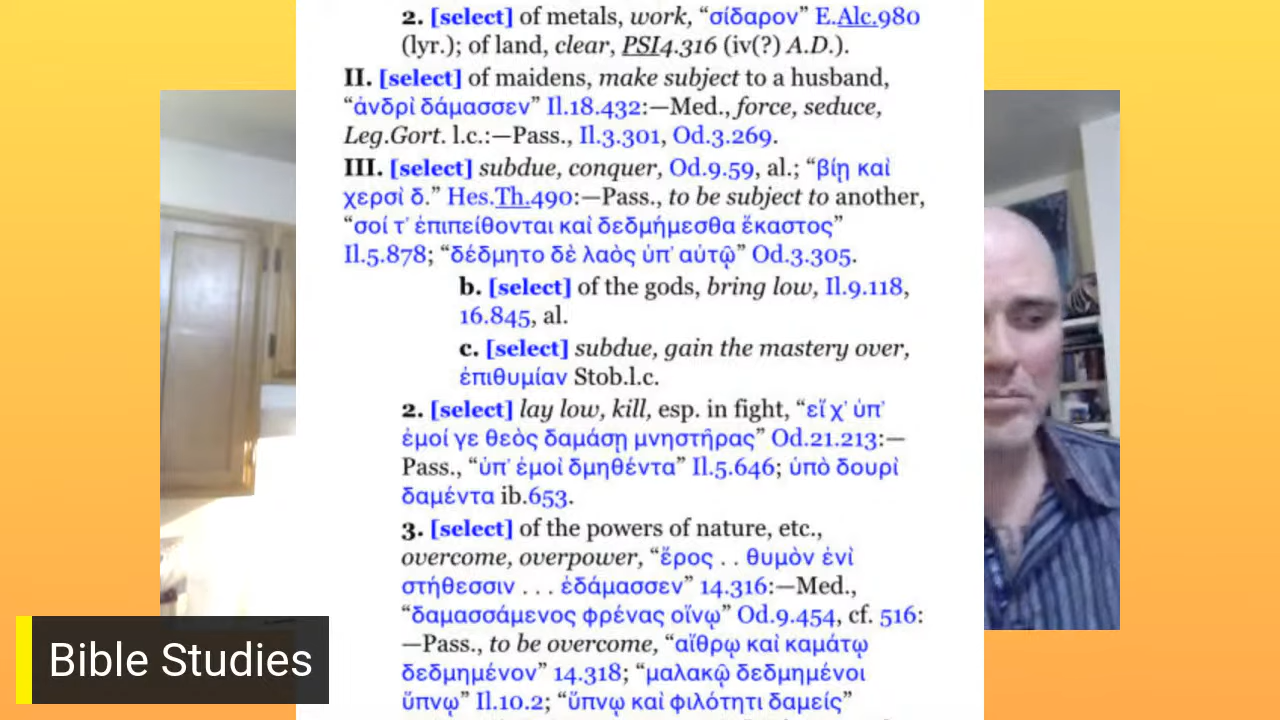 2. [select] of metals, work, “σίδαρον” E.Alc.980
(lyr.); of land, clear, PSI4.316 (iv(?) A.D.).
II. [select] of maidens, make subject to a husband,
“ἀνδρὶ δάμασσεν” Il.18.432:—Med., force, seduce,
Leg.Gort. l.c.:—Pass., Il.3.301, Od.3.269.
III. [select] subdue, conquer, Od.9.59, al.; “βίῃ καὶ
χερσὶ δ.” Hes.Th.490:—Pass., to be subject to another,
“σοί τ᾽ ἐπιπείθονται καὶ δεδμήμεσθα ἕκαστος”
Il.5.878; “δέδμητο δὲ λαὸς ὑπ᾽ αὐτῷ” Od.3.305.
b. [select] of the gods, bring low, Il.9.118,
16.845, al.
c. [select] subdue, gain the mastery over,
ἐπιθυμίαν Stob.l.c.
2. [select] lay low, kill, esp. in fight, “εἴ χ᾽ ὑπ᾽
ἐμοί γε θεὸς δαμάσῃ μνηστῆρας” Od.21.213:—
Pass., “ὑπ᾽ ἐμοὶ δμηθέντα” Il.5.646; ὑπὸ δουρὶ
δαμέντα ib.653.
3. [select] of the powers of nature, etc.,
overcome, overpower, “ἔρος . . θυμὸν ἐνὶ
στήθεσσιν . . . ἐδάμασσεν” 14.316:—Med.,
“δαμασσάμενος φρένας οἴνῳ” Od.9.454, cf. 516:
—Pass., to be overcome, “αἴθρῳ καὶ καμάτῳ
δεδμημένον” 14.318; “μαλακῷ δεδμημένοι
ὕπνῳ” Il.10.2; “ὕπνῳ καὶ φιλότητι δαμείς”
Bible Studies